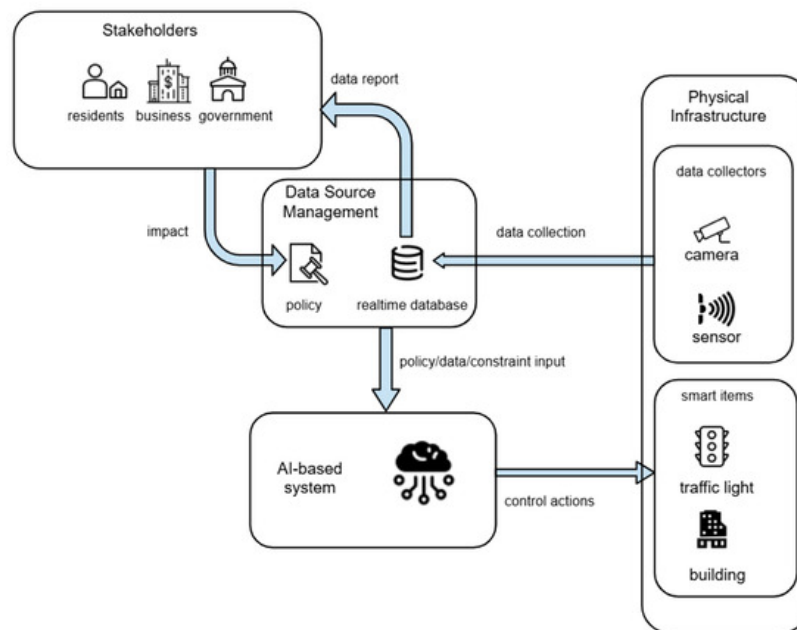 Stakeholders
residents business government
data report
impact
Data Source
Management
policy realtime database
data collection
policy/data/constraint input
AI-based
system
control actions
Physical
Infrastructure
data collectors
camera
sensor
smart items
traffic light
building